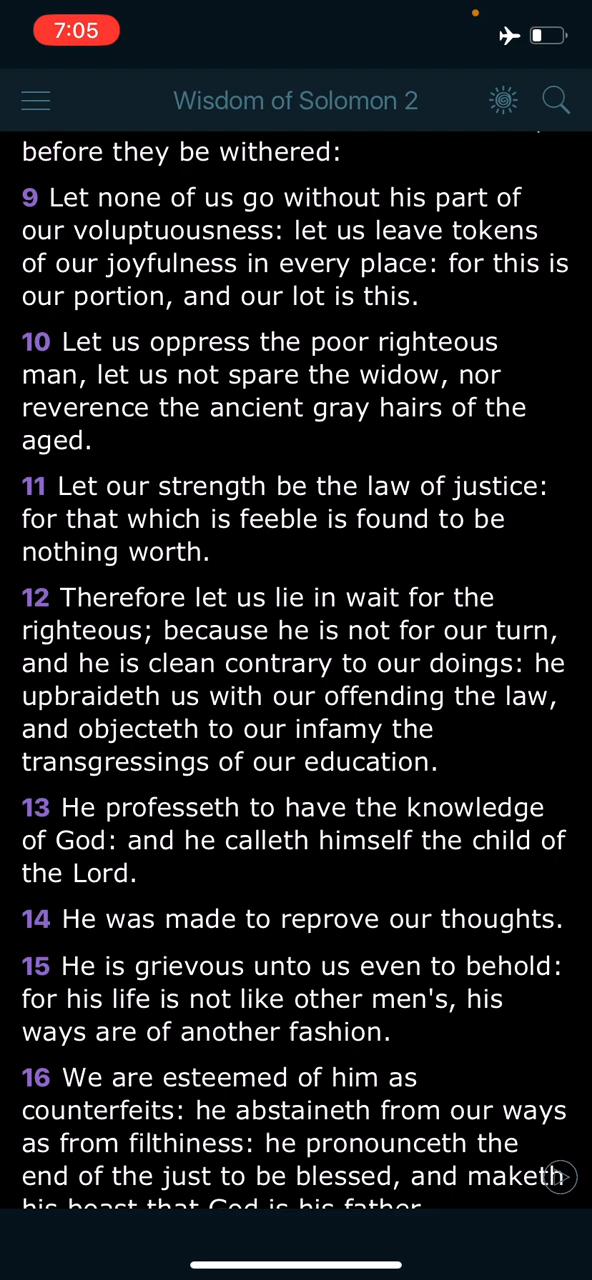 7:05
Wisdom of Solomon 2
before they be withered:
9 Let none of us go without his part of
our voluptuousness: let us leave tokens
of our joyfulness in every place: for this is
our portion, and our lot is this.
10 Let us oppress the poor righteous
man, let us not spare the widow, nor
reverence the ancient gray hairs of the
aged.
11 Let our strength be the law of justice:
for that which is feeble is found to be
nothing worth.
12 Therefore let us lie in wait for the
righteous; because he is not for our turn,
and he is clean contrary to our doings: he
upbraideth us with our offending the law,
and objecteth to our infamy the
transgressings of our education.
13 He professeth to have the knowledge
of God: and he calleth himself the child of
the Lord.
14 He was made to reprove our thoughts.
15 He is grievous unto us even to behold:
for his life is not like other men's, his
ways are of another fashion.
16 We are esteemed of him as
counterfeits: he abstaineth from our ways
as from filthiness: he pronounceth the
end of the just to be blessed, and maketh
his boast that God is his father.